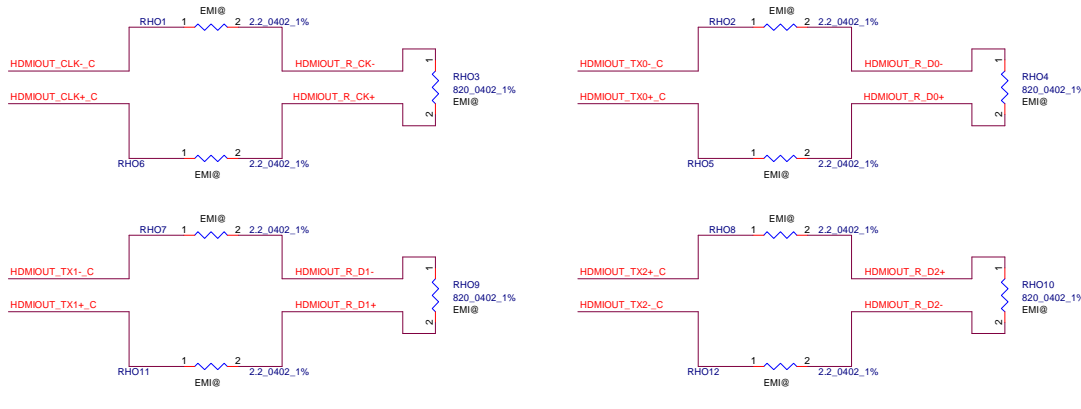 EMI@
RHO1 1 2 2.2_0402_1%
HDMIOUT_CLK-_C HDMIOUT_R_CK-
1
RHO3
820_0402_1%
EMI@
HDMIOUT_CLK+_C HDMIOUT_R_CK+
2
RHO6 1 2 2.2_0402_1%
EMI@
EMI@
RHO2 1 2 2.2_0402_1%
HDMIOUT_TX0-_C HDMIOUT_R_D0-
1
RHO4
820_0402_1%
EMI@
HDMIOUT_TX0+_C HDMIOUT_R_D0+
2
RHO5 1 2 2.2_0402_1%
EMI@
EMI@
RHO7 1 2 2.2_0402_1%
HDMIOUT_TX1-_C HDMIOUT_R_D1-
1
RHO9
820_0402_1%
EMI@
HDMIOUT_TX1+_C HDMIOUT_R_D1+
2
RHO11 1 2 2.2_0402_1%
EMI@
EMI@
RHO8 1 2 2.2_0402_1%
HDMIOUT_TX2+_C HDMIOUT_R_D2+
1
RHO10
820_0402_1%
EMI@
HDMIOUT_TX2-_C HDMIOUT_R_D2-
2
RHO12 1 2 2.2_0402_1%
EMI@